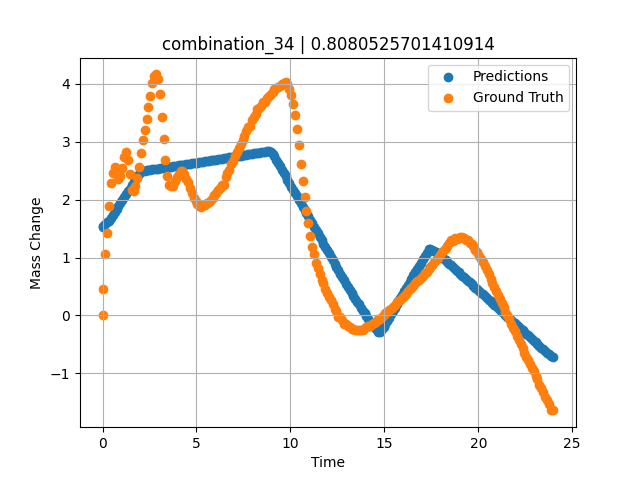 combination_34 | 0.8080525701410914
Predictions
Ground Truth
Mass Change
4
3
2
1
0
−1
0 5 10 15 20 25
Time